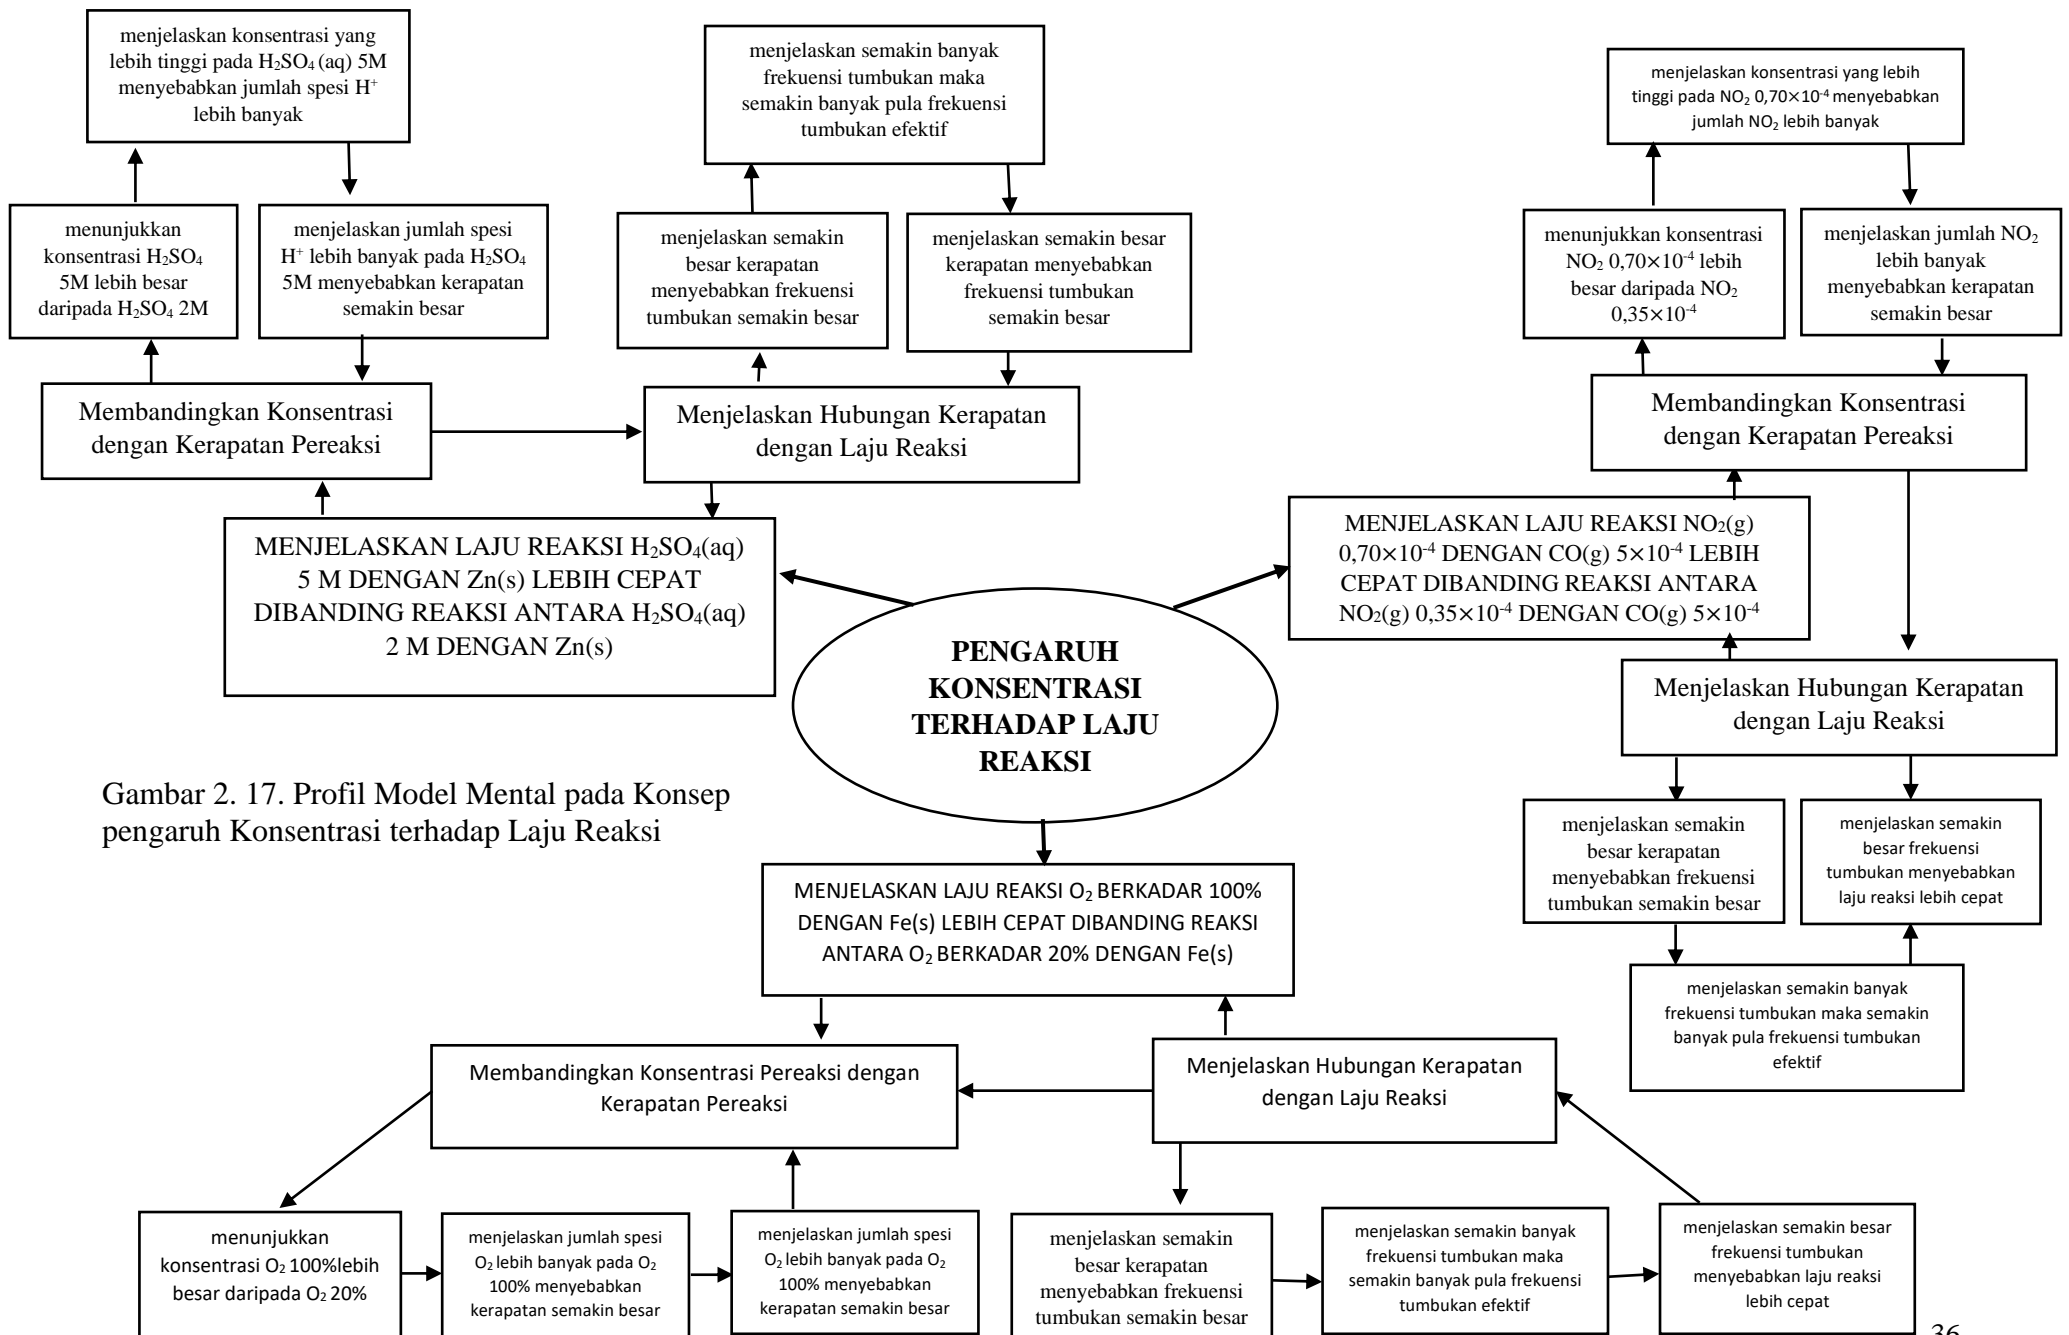 menjelaskan konsentrasi yang
lebih tinggi pada H₂SO₄ (aq) 5M
menyebabkan jumlah spesi H⁺
lebih banyak
menjelaskan semakin banyak
frekuensi tumbukan maka
semakin banyak pula frekuensi
tumbukan efektif
menjelaskan konsentrasi yang lebih
tinggi pada NO₂ 0,70×10⁻⁴ menyebabkan
jumlah NO₂ lebih banyak
menunjukkan
konsentrasi H₂SO₄
5M lebih besar
daripada H₂SO₄ 2M
menjelaskan jumlah spesi
H⁺ lebih banyak pada H₂SO₄
5M menyebabkan kerapatan
semakin besar
menjelaskan semakin
besar kerapatan
menyebabkan frekuensi
tumbukan semakin besar
menjelaskan semakin besar
kerapatan menyebabkan
frekuensi tumbukan
semakin besar
menunjukkan konsentrasi
NO₂ 0,70×10⁻⁴ lebih
besar daripada NO₂
0,35×10⁻⁴
menjelaskan jumlah NO₂
lebih banyak
menyebabkan kerapatan
semakin besar
Membandingkan Konsentrasi
dengan Kerapatan Pereaksi
Menjelaskan Hubungan Kerapatan
dengan Laju Reaksi
Membandingkan Konsentrasi
dengan Kerapatan Pereaksi
MENJELASKAN LAJU REAKSI H₂SO₄(aq)
5 M DENGAN Zn(s) LEBIH CEPAT
DIBANDING REAKSI ANTARA H₂SO₄(aq)
2 M DENGAN Zn(s)
MENJELASKAN LAJU REAKSI NO₂(g)
0,70×10⁻⁴ DENGAN CO(g) 5×10⁻⁴ LEBIH
CEPAT DIBANDING REAKSI ANTARA
NO₂(g) 0,35×10⁻⁴ DENGAN CO(g) 5×10⁻⁴
PENGARUH
KONSENTRASI
TERHADAP LAJU
REAKSI
Menjelaskan Hubungan Kerapatan
dengan Laju Reaksi
Gambar 2. 17. Profil Model Mental pada Konsep
pengaruh Konsentrasi terhadap Laju Reaksi
menjelaskan semakin
besar kerapatan
menyebabkan frekuensi
tumbukan semakin besar
menjelaskan semakin
besar frekuensi
tumbukan menyebabkan
laju reaksi lebih cepat
MENJELASKAN LAJU REAKSI O₂ BERKADAR 100%
DENGAN Fe(s) LEBIH CEPAT DIBANDING REAKSI
ANTARA O₂ BERKADAR 20% DENGAN Fe(s)
menjelaskan semakin banyak
frekuensi tumbukan maka semakin
banyak pula frekuensi tumbukan
efektif
Membandingkan Konsentrasi Pereaksi dengan
Kerapatan Pereaksi
Menjelaskan Hubungan Kerapatan
dengan Laju Reaksi
menunjukkan
konsentrasi O₂ 100%lebih
besar daripada O₂ 20%
menjelaskan jumlah spesi
O₂ lebih banyak pada O₂
100% menyebabkan
kerapatan semakin besar
menjelaskan jumlah spesi
O₂ lebih banyak pada O₂
100% menyebabkan
kerapatan semakin besar
menjelaskan semakin
besar kerapatan
menyebabkan frekuensi
tumbukan semakin besar
menjelaskan semakin banyak
frekuensi tumbukan maka
semakin banyak pula frekuensi
tumbukan efektif
menjelaskan semakin besar
frekuensi tumbukan
menyebabkan laju reaksi
lebih cepat
36